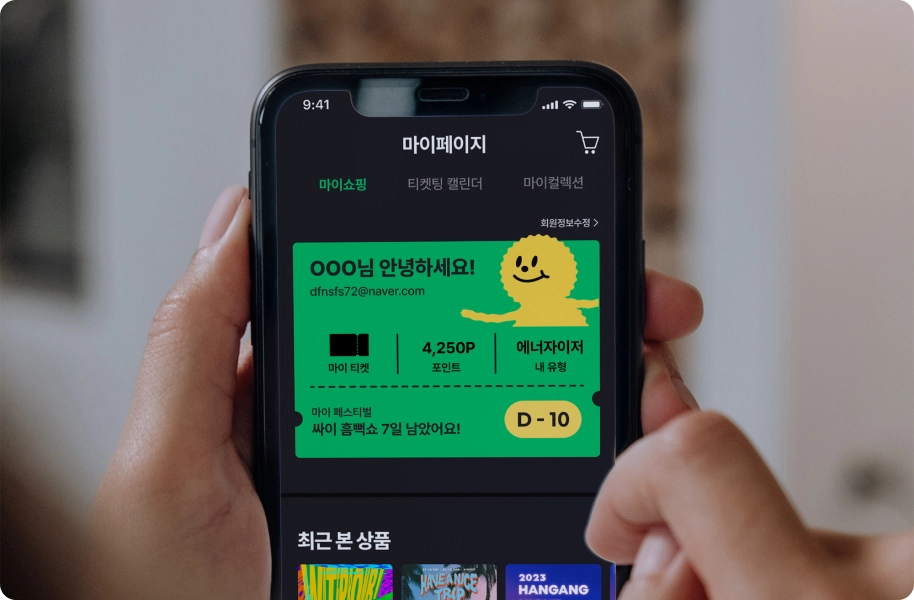 9:41
마이페이지
마이쇼핑 티켓팅 캘린더 마이컬렉션
회원정보수정 >
OOO님 안녕하세요!
dfnsfs72@naver.com
4,250P 에너자이저
마이 티켓 포인트 내 유형
마이 페스티벌
싸이 흠뻑쇼 7일 남았어요!
D - 10
최근 본 상품
HAVE A NICE
TRIP
2023
HANGANG